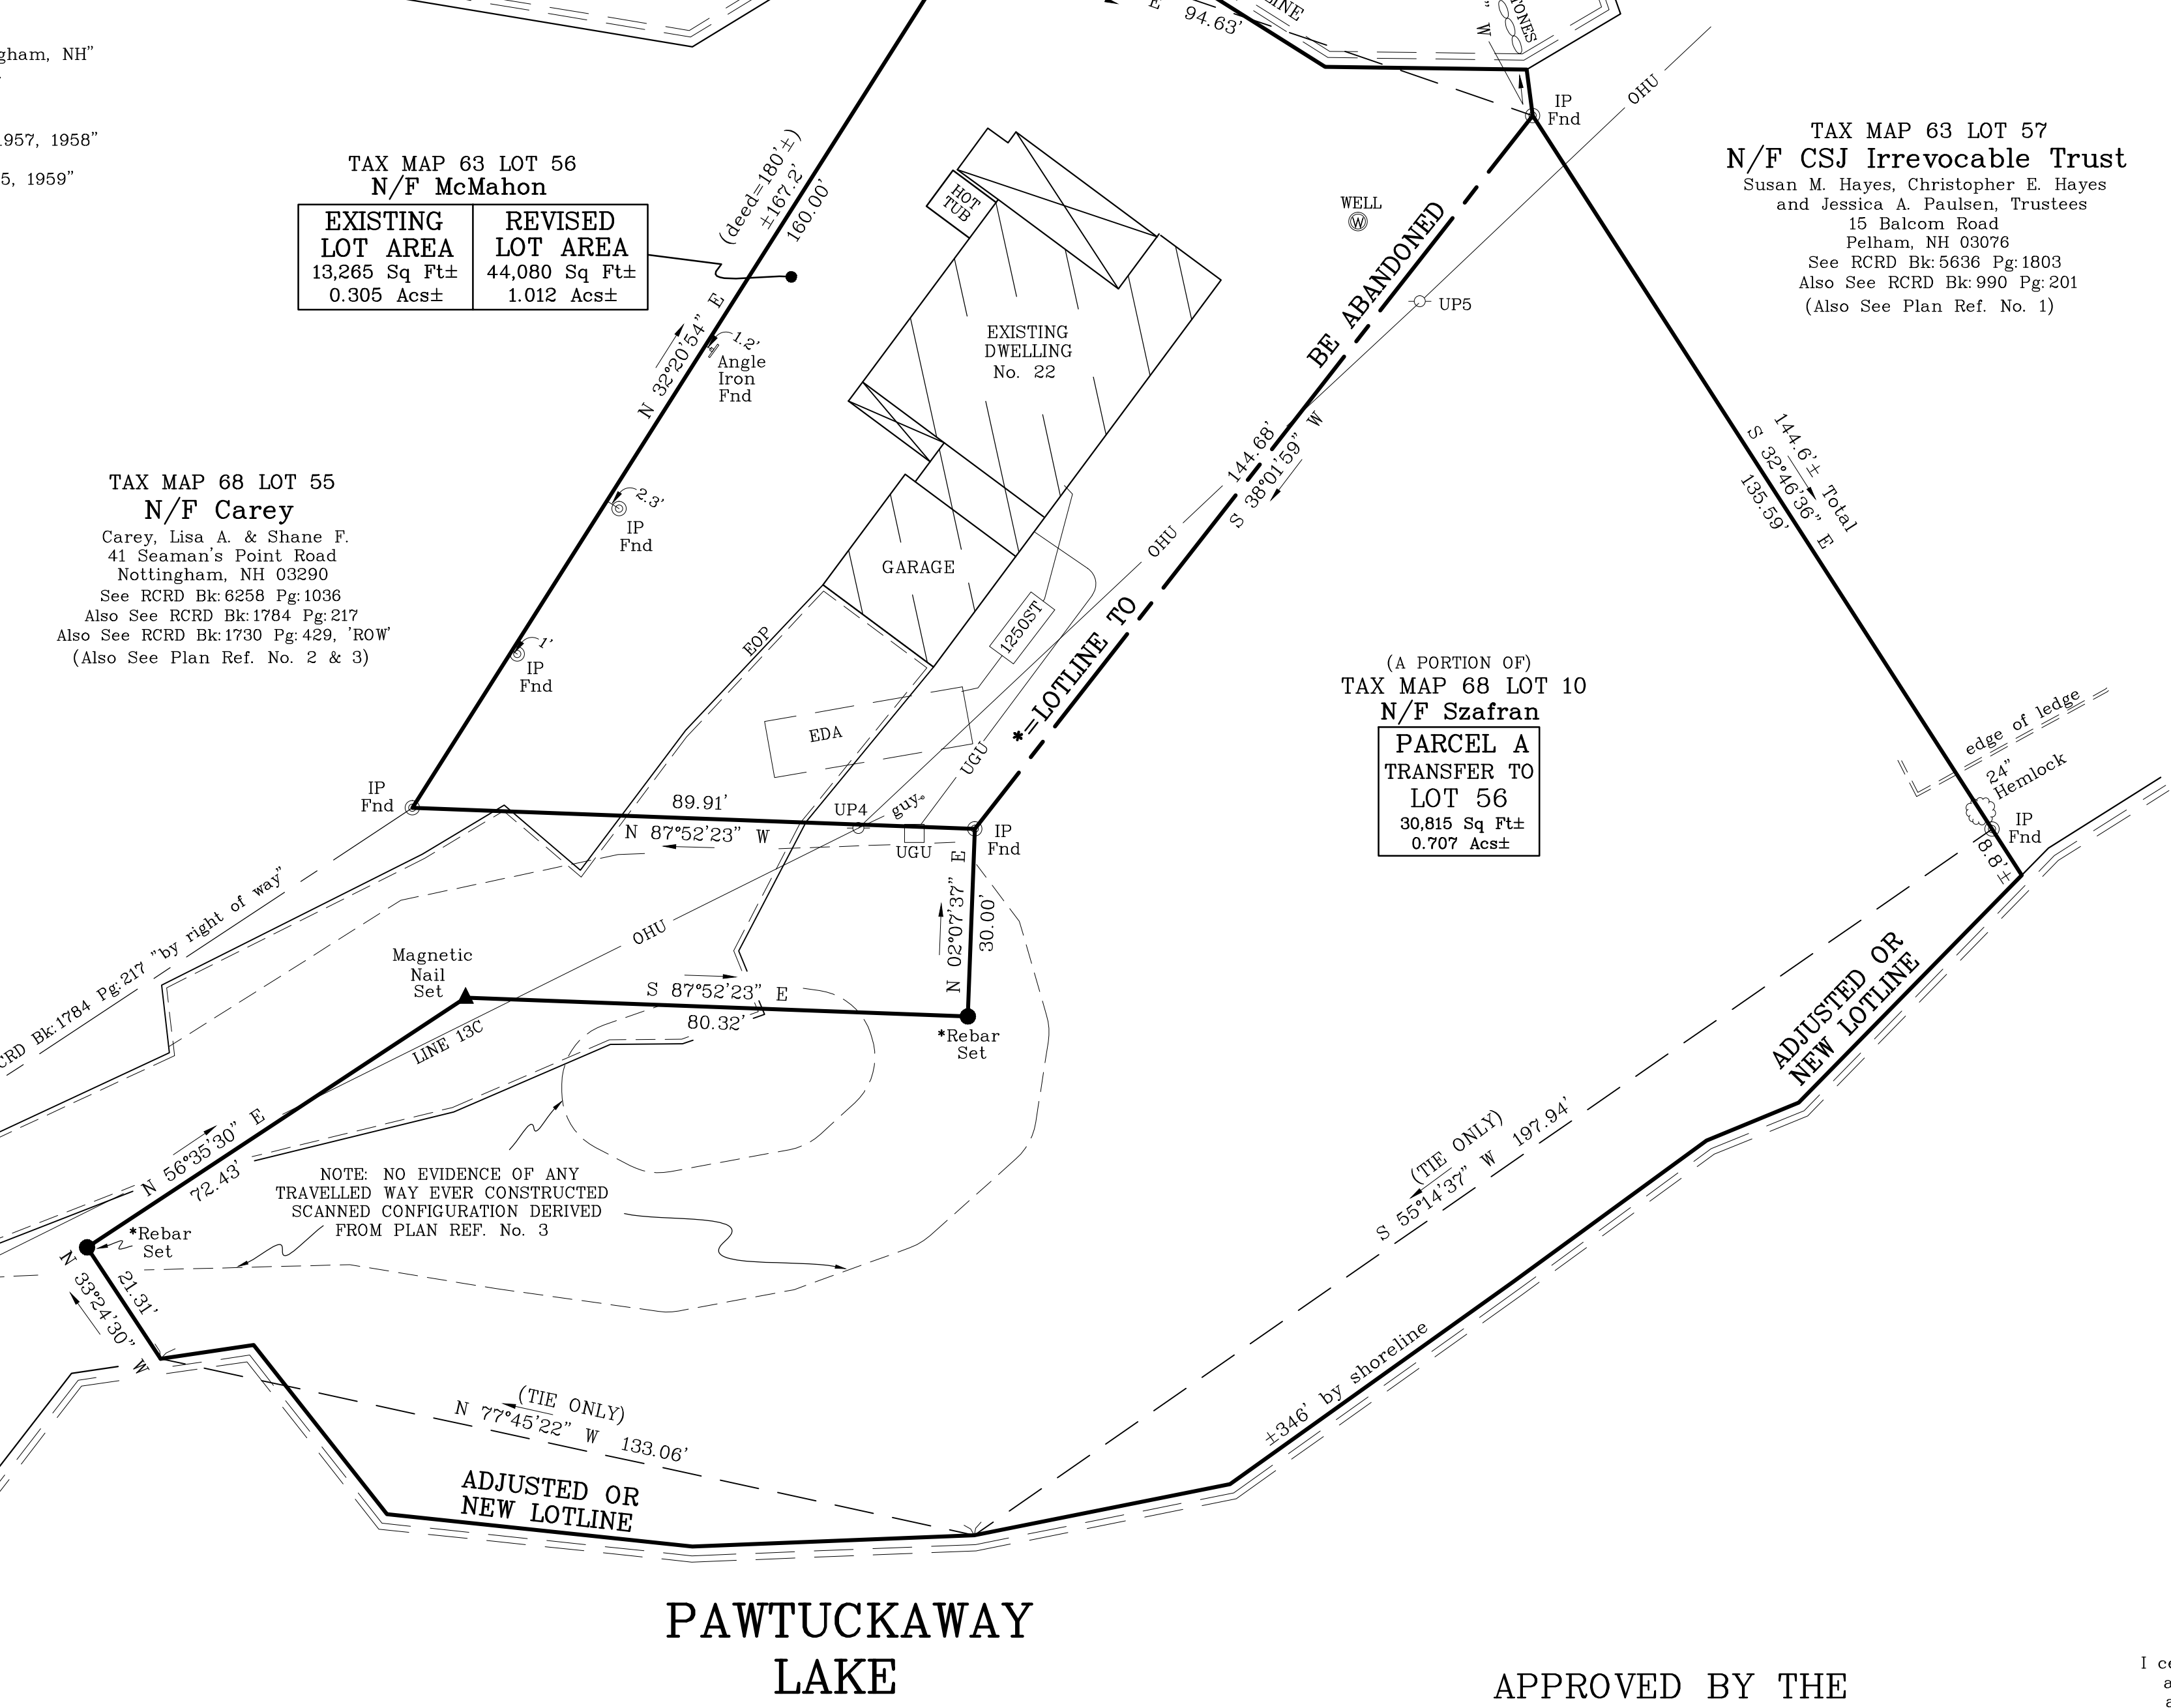 gham, NH"
957, 1958"
5, 1959"
E 94.63'
W
IP
Fnd
OHU
TAX MAP 63 LOT 56
N/F McMahon
EXISTING
LOT AREA
13,265 Sq Ft±
0.305 Acs±
REVISED
LOT AREA
44,080 Sq Ft±
1.012 Acs±
(deed=180'±)
±167.2'
160.00'
N 32°20'54" E
1.2'
Angle
Iron
Fnd
2.3'
IP
Fnd
1'
IP
Fnd
HOT
TUB
EXISTING
DWELLING
No. 22
GARAGE
WELL
W
UP5
TAX MAP 63 LOT 57
N/F CSJ Irrevocable Trust
Susan M. Hayes, Christopher E. Hayes
and Jessica A. Paulsen, Trustees
15 Balcom Road
Pelham, NH 03076
See RCRD Bk:5636 Pg:1803
Also See RCRD Bk:990 Pg:201
(Also See Plan Ref. No. 1)
TAX MAP 68 LOT 55
N/F Carey
Carey, Lisa A. & Shane F.
41 Seaman's Point Road
Nottingham, NH 03290
See RCRD Bk:6258 Pg:1036
Also See RCRD Bk:1784 Pg:217
Also See RCRD Bk:1730 Pg:429, 'ROW'
(Also See Plan Ref. No. 2 & 3)
*=LOTLINE TO BE ABANDONED
144.68'
S 38°01'59" W
OHU
144.6'± Total
S 32°46'36" E
135.59'
EOP
1250ST
EDA
UGU
(A PORTION OF)
TAX MAP 68 LOT 10
N/F Szafran
PARCEL A
TRANSFER TO
LOT 56
30,815 Sq Ft±
0.707 Acs±
edge of ledge
24"
Hemlock
IP
Fnd
8.8'±
IP
Fnd
89.91'
N 87°52'23" W
UP4
guy
UGU
IP
Fnd
N 02°07'37" E
30.00'
CRD Bk:1784 Pg:217 "by right of way"
OHU
Magnetic
Nail
Set
S 87°52'23" E
80.32'
*Rebar
Set
LINE 13C
N 56°35'30" E
72.43'
NOTE: NO EVIDENCE OF ANY
TRAVELLED WAY EVER CONSTRUCTED
SCANNED CONFIGURATION DERIVED
FROM PLAN REF. No. 3
*Rebar
Set
21.31'
N 33°24'30" W
ADJUSTED OR
NEW LOTLINE
(TIE ONLY)
S 55°14'37" W 197.94'
±346' by shoreline
(TIE ONLY)
N 77°45'22" W 133.06'
ADJUSTED OR
NEW LOTLINE
PAWTUCKAWAY
LAKE
APPROVED BY THE
I ce